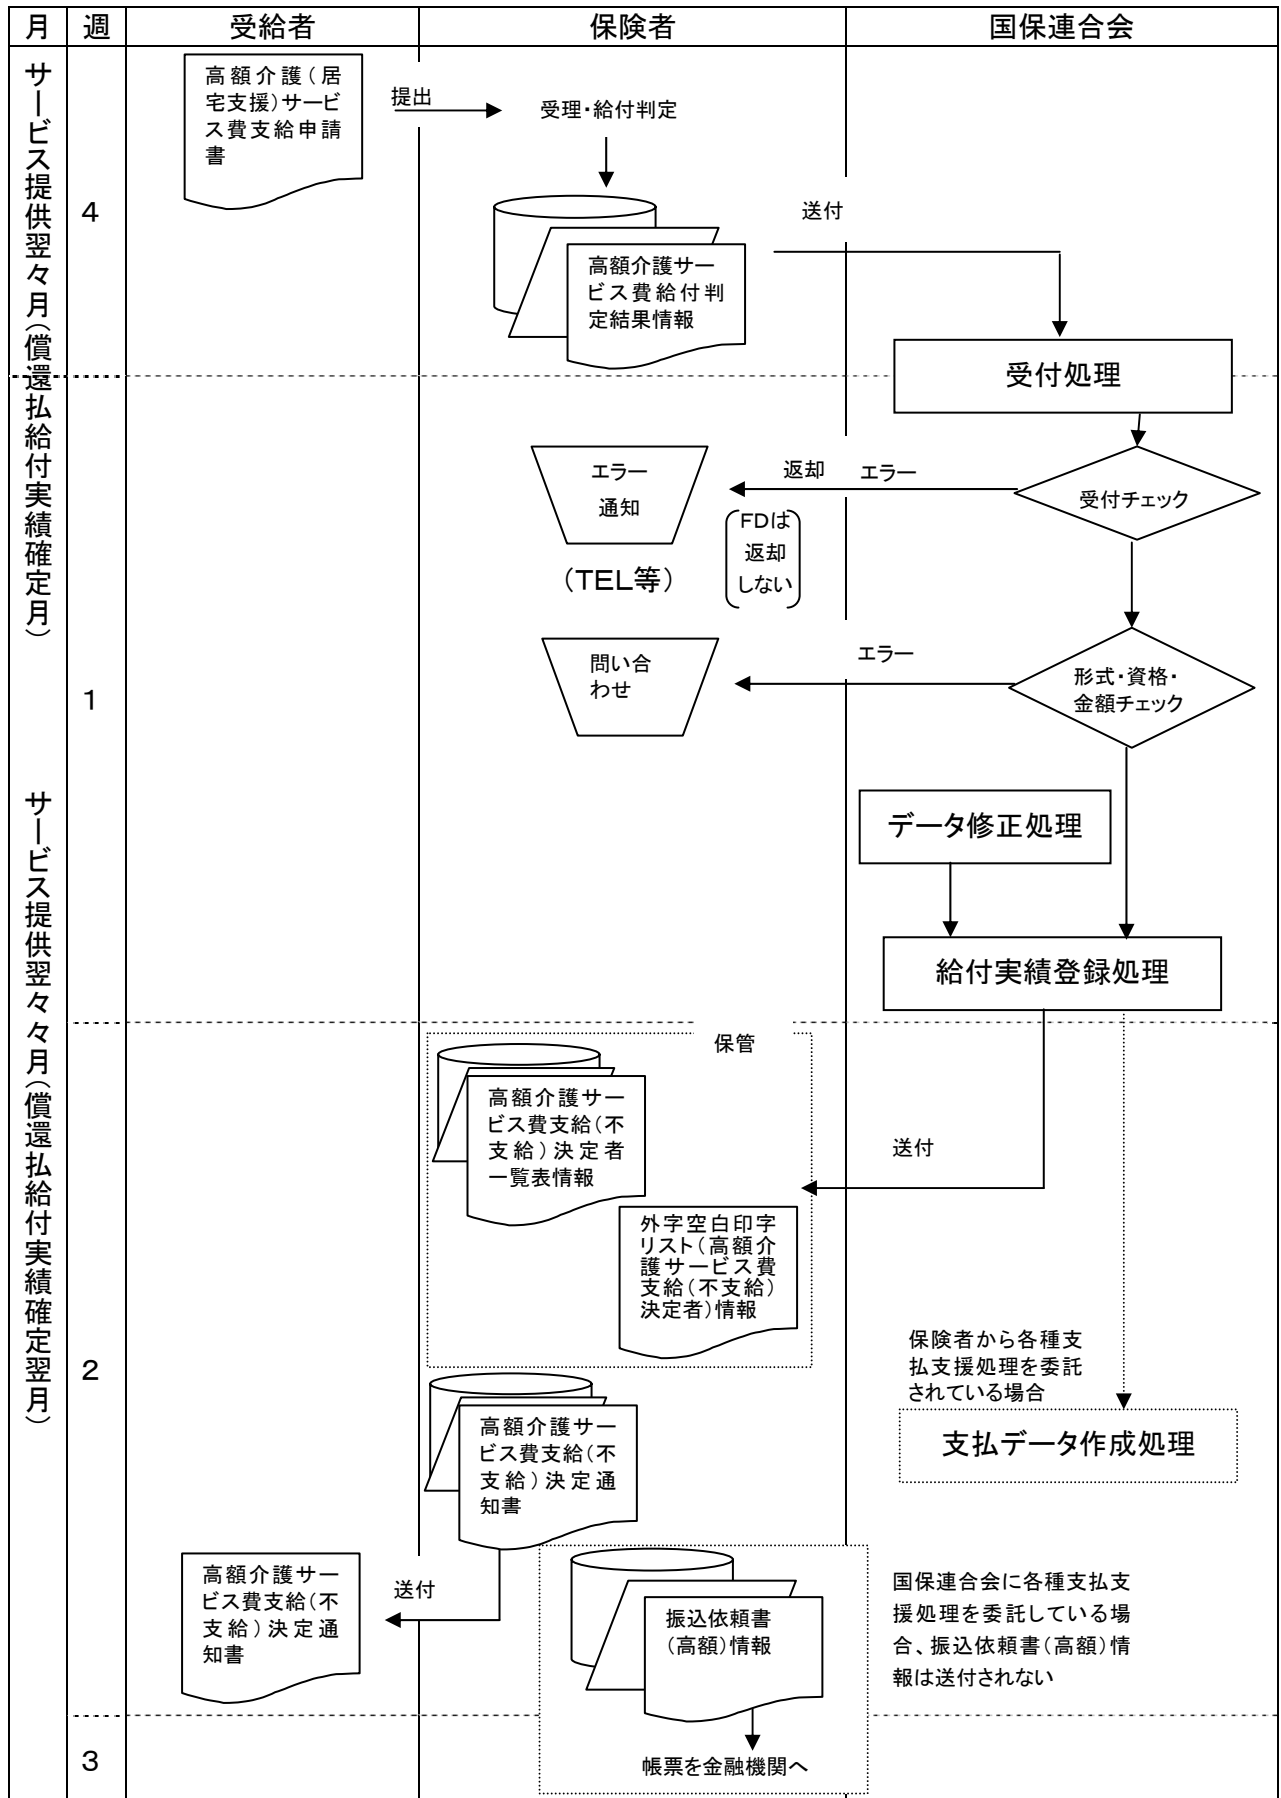 月
週
受給者
保険者
国保連合会
サービス提供翌々月（償還払給付実績確定月）
4
高額介護（居
宅支援）サービ
ス費支給申請
書
提出
受理・給付判定
高額介護サー
ビス費給付判
定結果情報
送付
受付処理
1
エラー
通知
（TEL等）
返却
エラー
FDは
返却
しない
受付チェック
問い合
わせ
エラー
形式・資格・
金額チェック
データ修正処理
給付実績登録処理
サービス提供翌々々月（償還払給付実績確定翌月）
2
保管
高額介護サー
ビス費支給（不
支給）決定者
一覧表情報
送付
外字空白印字
リスト（高額介
護サービス費
支給（不支給）
決定者）情報
保険者から各種支
払支援処理を委託
されている場合
支払データ作成処理
高額介護サー
ビス費支給（不
支給）決定通
知書
高額介護サー
ビス費支給（不
支給）決定通
知書
送付
振込依頼書
（高額）情報
国保連合会に各種支払支
援処理を委託している場
合、振込依頼書（高額）情
報は送付されない
3
帳票を金融機関へ